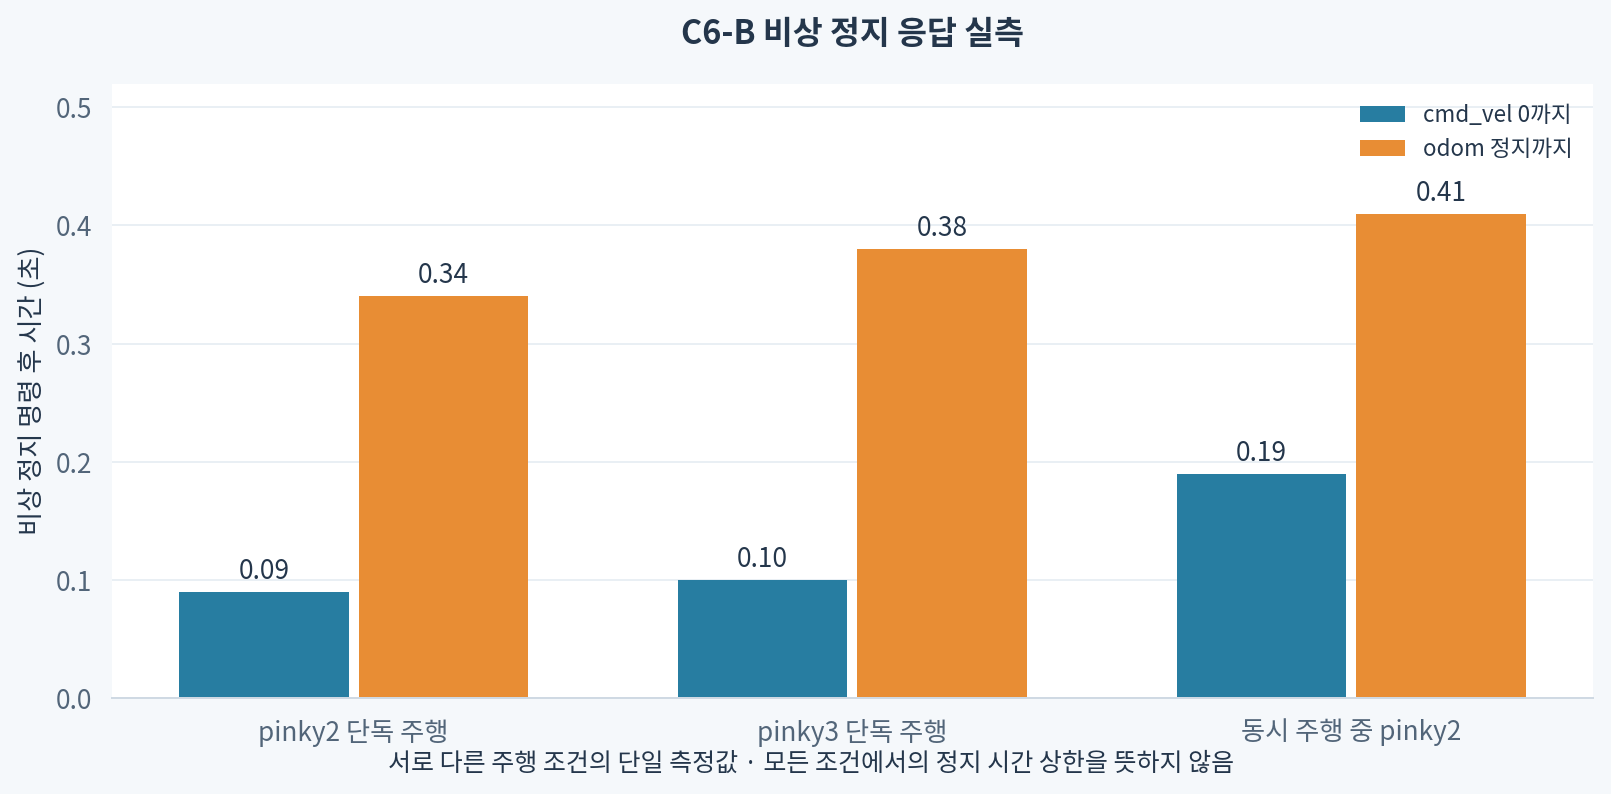 C6-B 비상 정지 응답 실측
cmd_vel 0까지
odom 정지까지
비상 정지 명령 후 시간 (초)
0.5
0.4
0.3
0.2
0.1
0.0
0.09
0.34
0.10
0.38
0.19
0.41
pinky2 단독 주행
pinky3 단독 주행
동시 주행 중 pinky2
서로 다른 주행 조건의 단일 측정값 · 모든 조건에서의 정지 시간 상한을 뜻하지 않음